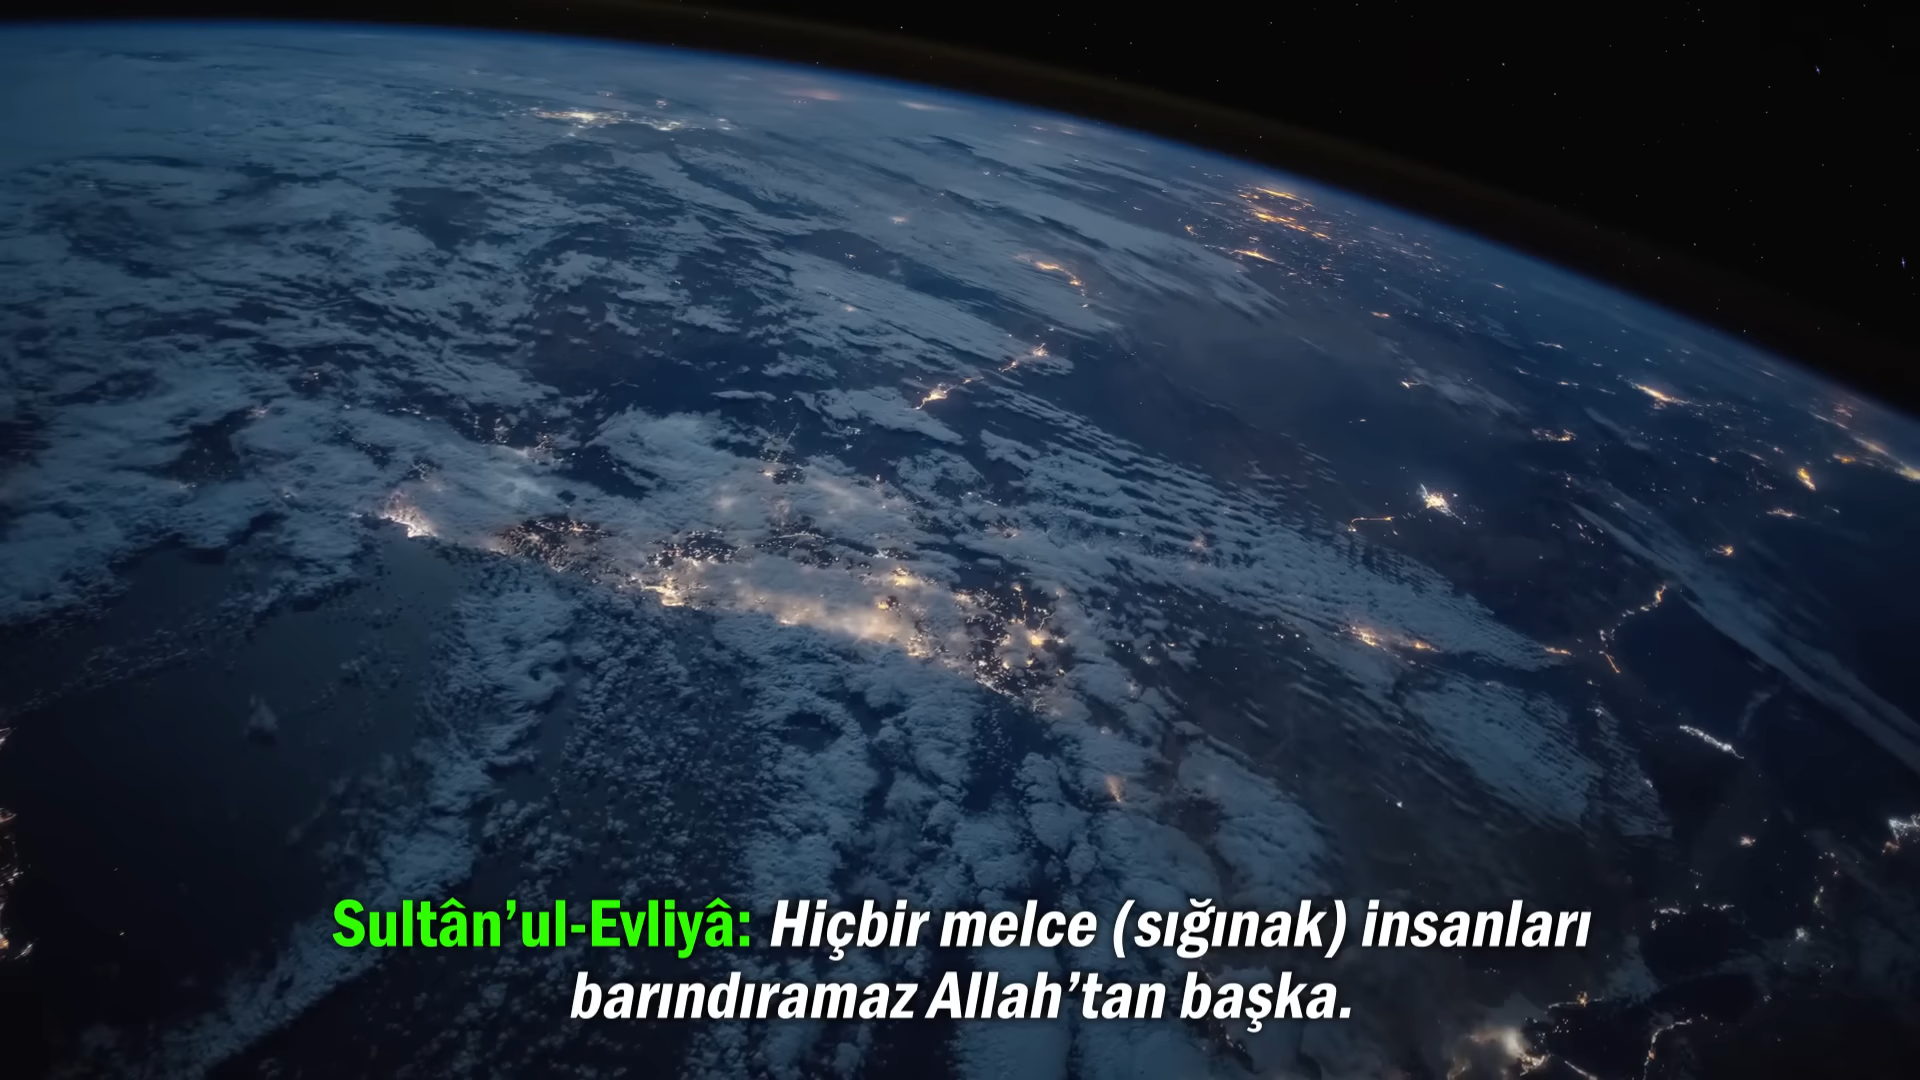 Sultân’ul-Evliyâ: Hiçbir melce (sığınak) insanları
barındıramaz Allah’tan başka.